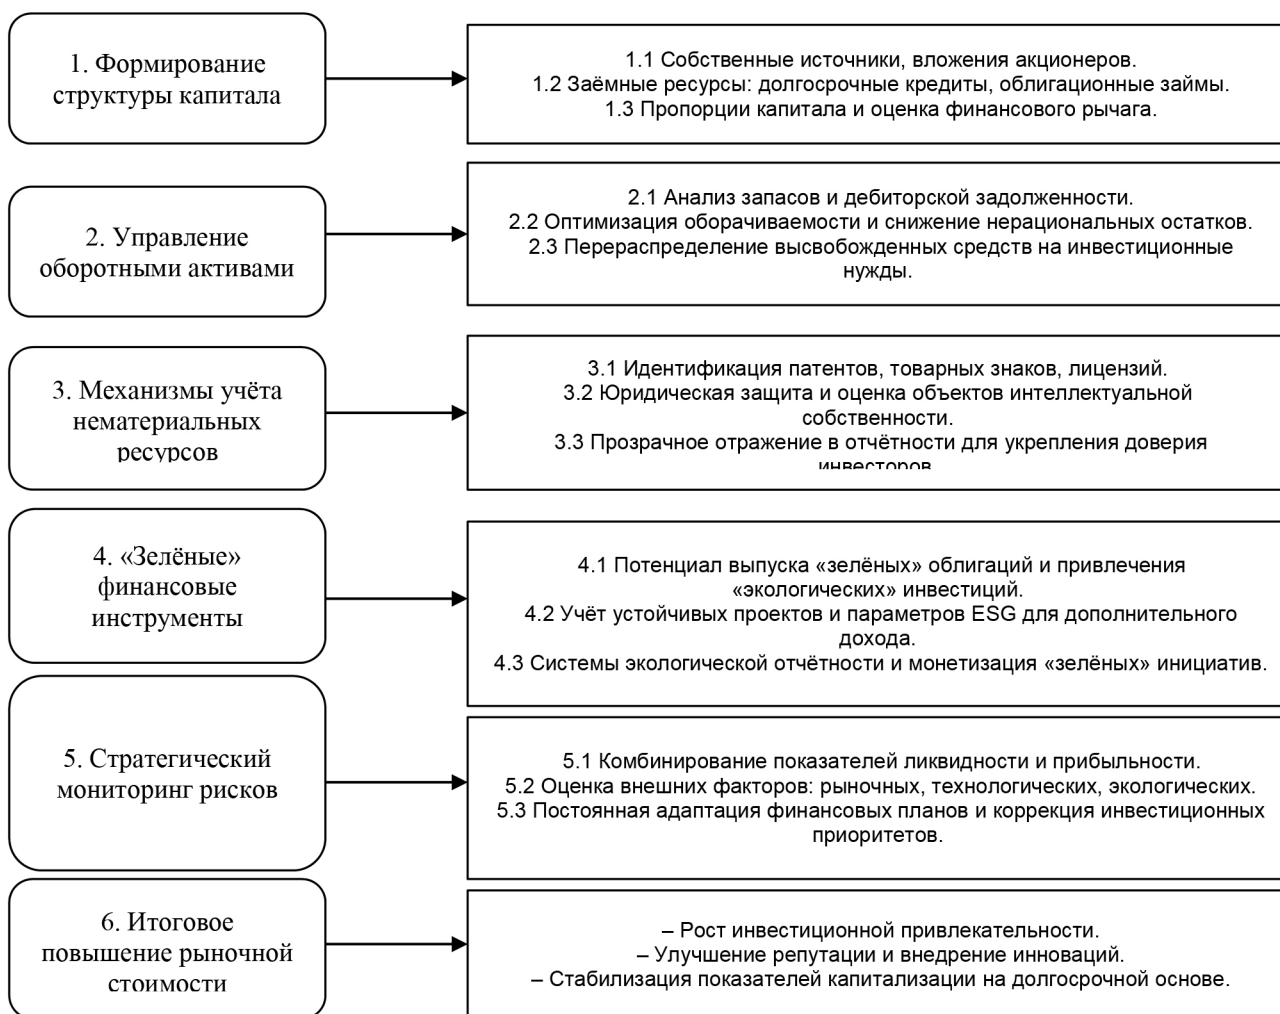 1. Формирование
структуры капитала
1.1 Собственные источники, вложения акционеров.
1.2 Заёмные ресурсы: долгосрочные кредиты, облигационные займы.
1.3 Пропорции капитала и оценка финансового рычага.
2. Управление
оборотными активами
2.1 Анализ запасов и дебиторской задолженности.
2.2 Оптимизация оборачиваемости и снижение нерациональных остатков.
2.3 Перераспределение высвобожденных средств на инвестиционные
нужды.
3. Механизмы учёта
нематериальных
ресурсов
3.1 Идентификация патентов, товарных знаков, лицензий.
3.2 Юридическая защита и оценка объектов интеллектуальной
собственности.
3.3 Прозрачное отражение в отчётности для укрепления доверия
инвесторов
4. «Зелёные»
финансовые
инструменты
4.1 Потенциал выпуска «зелёных» облигаций и привлечения
«экологических» инвестиций.
4.2 Учёт устойчивых проектов и параметров ESG для дополнительного
дохода.
4.3 Системы экологической отчётности и монетизация «зелёных» инициатив.
5. Стратегический
мониторинг рисков
5.1 Комбинирование показателей ликвидности и прибыльности.
5.2 Оценка внешних факторов: рыночных, технологических, экологических.
5.3 Постоянная адаптация финансовых планов и коррекция инвестиционных
приоритетов.
6. Итоговое
повышение рыночной
стоимости
– Рост инвестиционной привлекательности.
– Улучшение репутации и внедрение инноваций.
– Стабилизация показателей капитализации на долгосрочной основе.